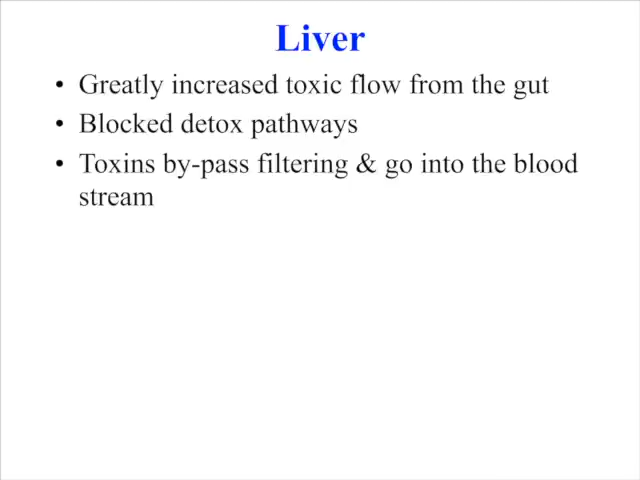 Liver
• Greatly increased toxic flow from the gut
• Blocked detox pathways
• Toxins by-pass filtering & go into the blood
stream